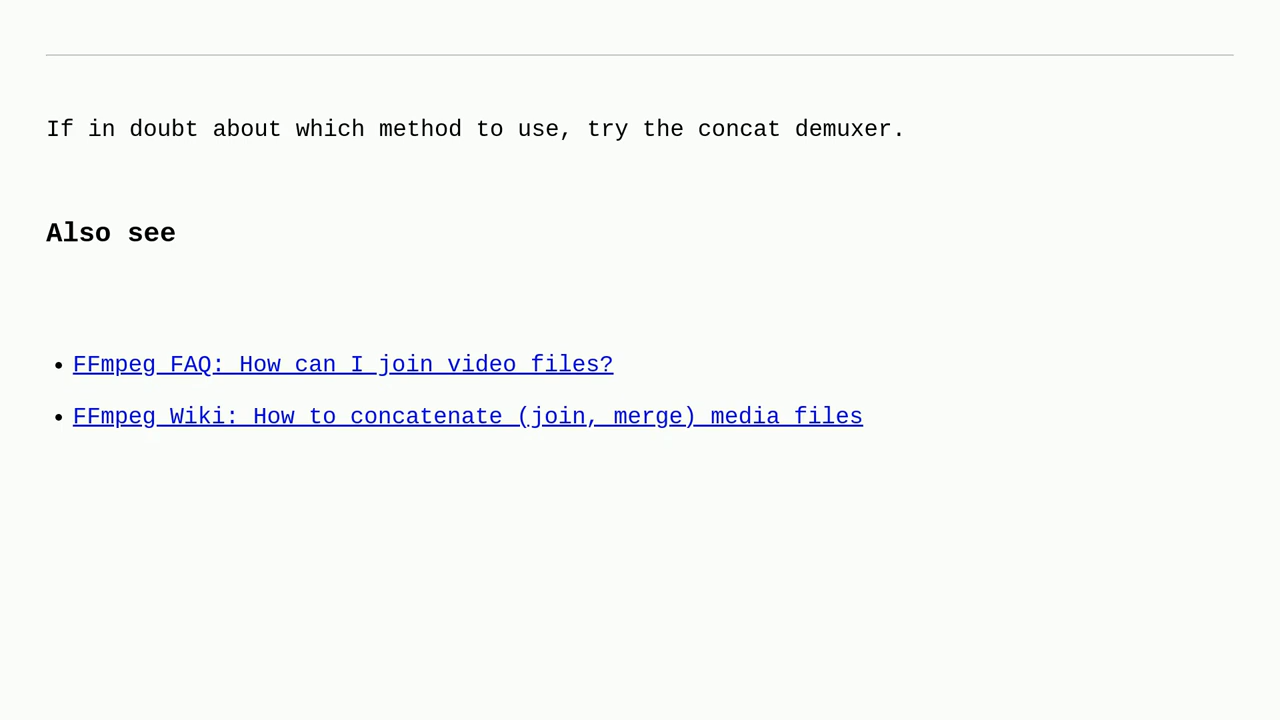 If in doubt about which method to use, try the concat demuxer.
Also see
FFmpeg FAQ: How can I join video files?
FFmpeg Wiki: How to concatenate (join, merge) media files